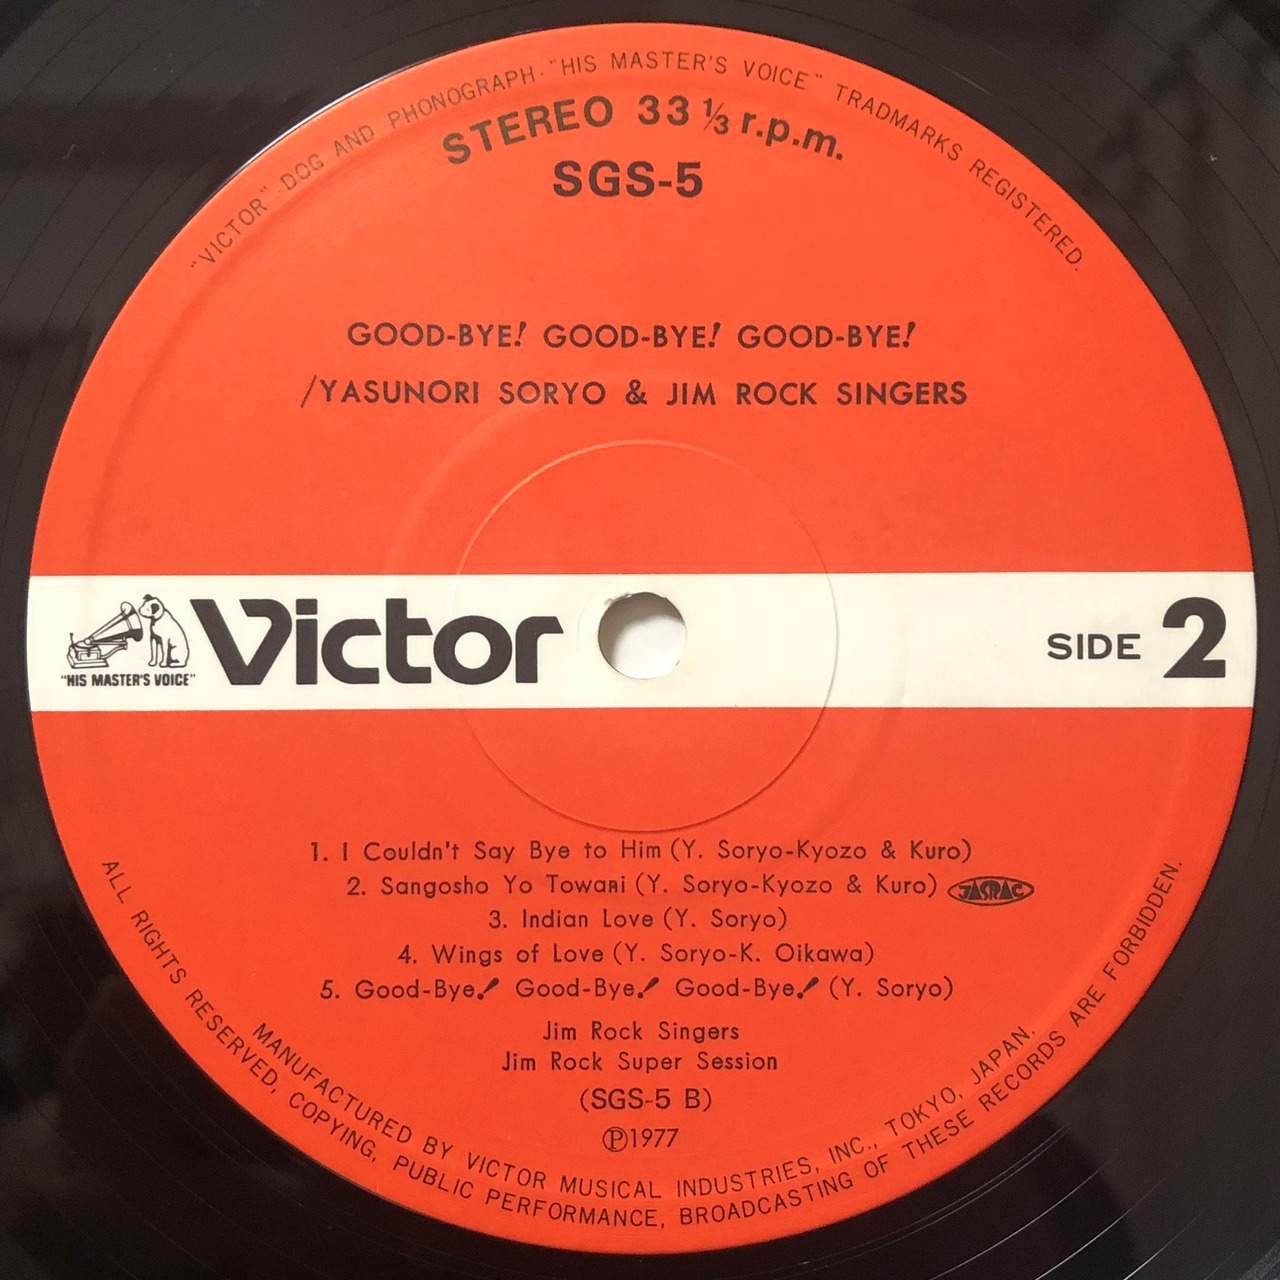 "VICTOR"-DOG AND PHONOGRAPH-"HIS MASTER'S VOICE" TRADMARKS REGISTERED.
STEREO 33 1/3 r.p.m.
SGS-5
GOOD-BYE! GOOD-BYE! GOOD-BYE!
/YASUNORI SORYO & JIM ROCK SINGERS
"HIS MASTER'S VOICE"
Victor
SIDE 2
1. I Couldn't Say Bye to Him (Y. Soryo-Kyozo & Kuro)
2. Sangosho Yo Towani (Y. Soryo-Kyozo & Kuro) JASRAC
3. Indian Love (Y. Soryo)
4. Wings of Love (Y. Soryo-K. Oikawa)
5. Good-Bye! Good-Bye! Good-Bye! (Y. Soryo)
Jim Rock Singers
Jim Rock Super Session
(SGS-5 B)
Ⓟ1977
MANUFACTURED BY VICTOR MUSICAL INDUSTRIES, INC., TOKYO, JAPAN.
ALL RIGHTS RESERVED, COPYING, PUBLIC PERFORMANCE, BROADCASTING OF THESE RECORDS ARE FORBIDDEN.